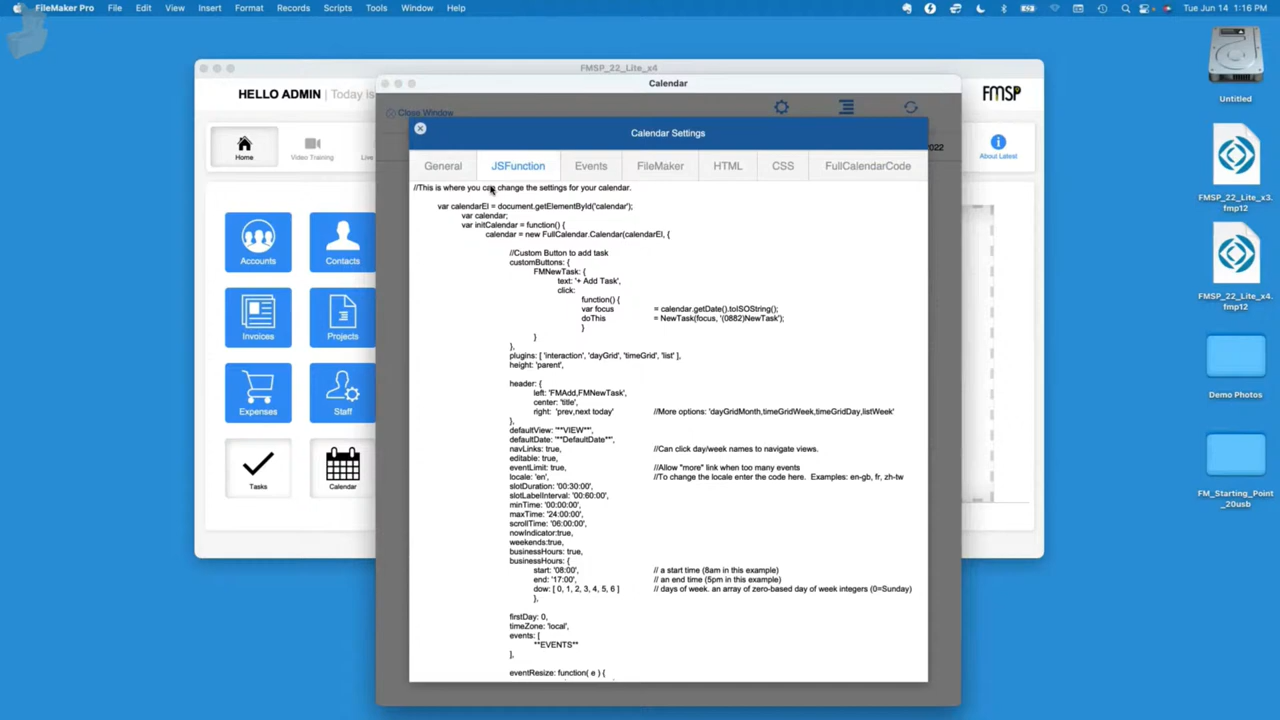 FileMaker Pro File Edit View Insert Format Records Scripts Tools Window Help Tue Jun 14 1:16 PM
FMSP_22_Lite_x4
Calendar
HELLO ADMIN | Today is
FMSP
Close Window
Calendar Settings
Home Video Training Live
2022
About Latest
General JSFunction Events FileMaker HTML CSS FullCalendarCode
//This is where you can change the settings for your calendar.
var calendarEl = document.getElementById('calendar');
var calendar;
var initCalendar = function() {
calendar = new FullCalendar.Calendar(calendarEl, {
//Custom Button to add task
customButtons: {
FMNewTask: {
text: '+ Add Task',
click:
function() {
var focus = calendar.getDate().toISOString();
doThis = NewTask(focus, '(0882)NewTask');
}
}
},
plugins: [ 'interaction', 'dayGrid', 'timeGrid', 'list' ],
height: 'parent',
header: {
left: 'FMAdd,FMNewTask',
center: 'title',
right: 'prev,next today' //More options: 'dayGridMonth,timeGridWeek,timeGridDay,listWeek'
},
defaultView: '**VIEW**',
defaultDate: '**DefaultDate**',
navLinks: true, //Can click day/week names to navigate views.
editable: true,
eventLimit: true, //Allow "more" link when too many events
locale: 'en', //To change the locale enter the code here. Examples: en-gb, fr, zh-tw
slotDuration: '00:30:00',
slotLabelInterval: '00:60:00',
minTime: '00:00:00',
maxTime: '24:00:00',
scrollTime: '06:00:00',
nowIndicator:true,
weekends:true,
businessHours: true,
businessHours: {
start: '08:00', // a start time (8am in this example)
end: '17:00', // an end time (5pm in this example)
dow: [ 0, 1, 2, 3, 4, 5, 6 ] // days of week. an array of zero-based day of week integers (0=Sunday)
},
firstDay: 0,
timeZone: 'local',
events: [
**EVENTS**
],
eventResize: function( e ) {
Accounts Contacts
Invoices Projects
Expenses Staff
Tasks Calendar
Untitled
FMSP_22_Lite_x3.
fmp12
FMSP_22_Lite_x4.
fmp12
Demo Photos
FM_Starting_Point
_20usb